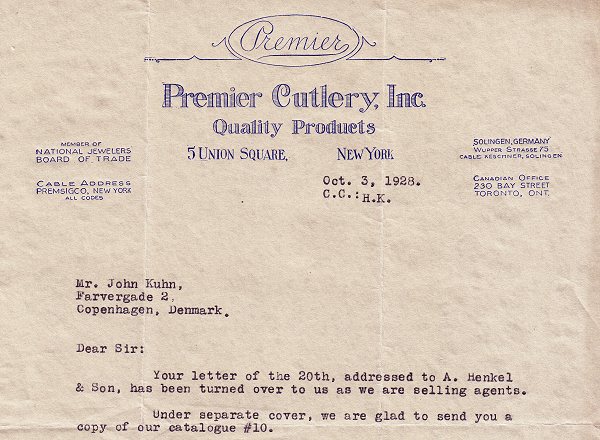 Premier
Premier Cutlery, Inc.
Quality Products
5 Union Square, New York
MEMBER OF
NATIONAL JEWELERS
BOARD OF TRADE
CABLE ADDRESS
PREMSIGCO, NEW YORK
ALL CODES
SOLINGEN, GERMANY
WUPPER STRASSE 75
CABLE KESCHNER, SOLINGEN
CANADIAN OFFICE
230 BAY STREET
TORONTO, ONT.
Oct. 3, 1928.
C.C.: H.K.
Mr. John Kuhn,
Farvergade 2,
Copenhagen, Denmark.
Dear Sir:
Your letter of the 20th, addressed to A. Henkel
& Son, has been turned over to us as we are selling agents.
Under separate cover, we are glad to send you a
copy of our catalogue #10.